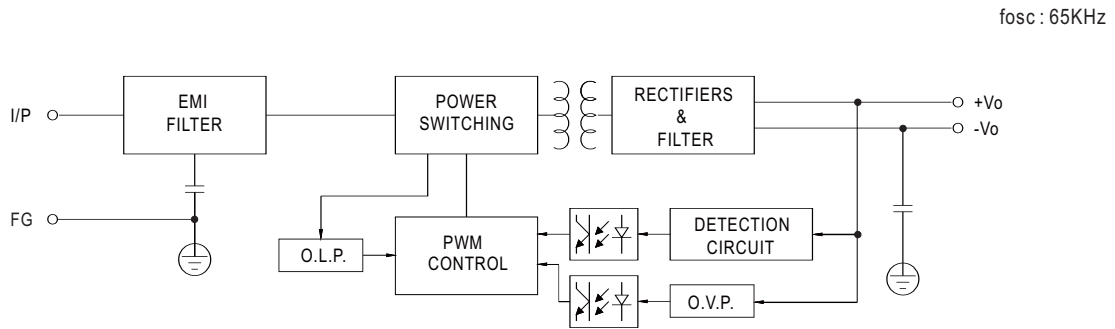 fosc : 65KHz
I/P
EMI
FILTER
POWER
SWITCHING
RECTIFIERS
&
FILTER
+Vo
-Vo
FG
O.L.P.
PWM
CONTROL
DETECTION
CIRCUIT
O.V.P.